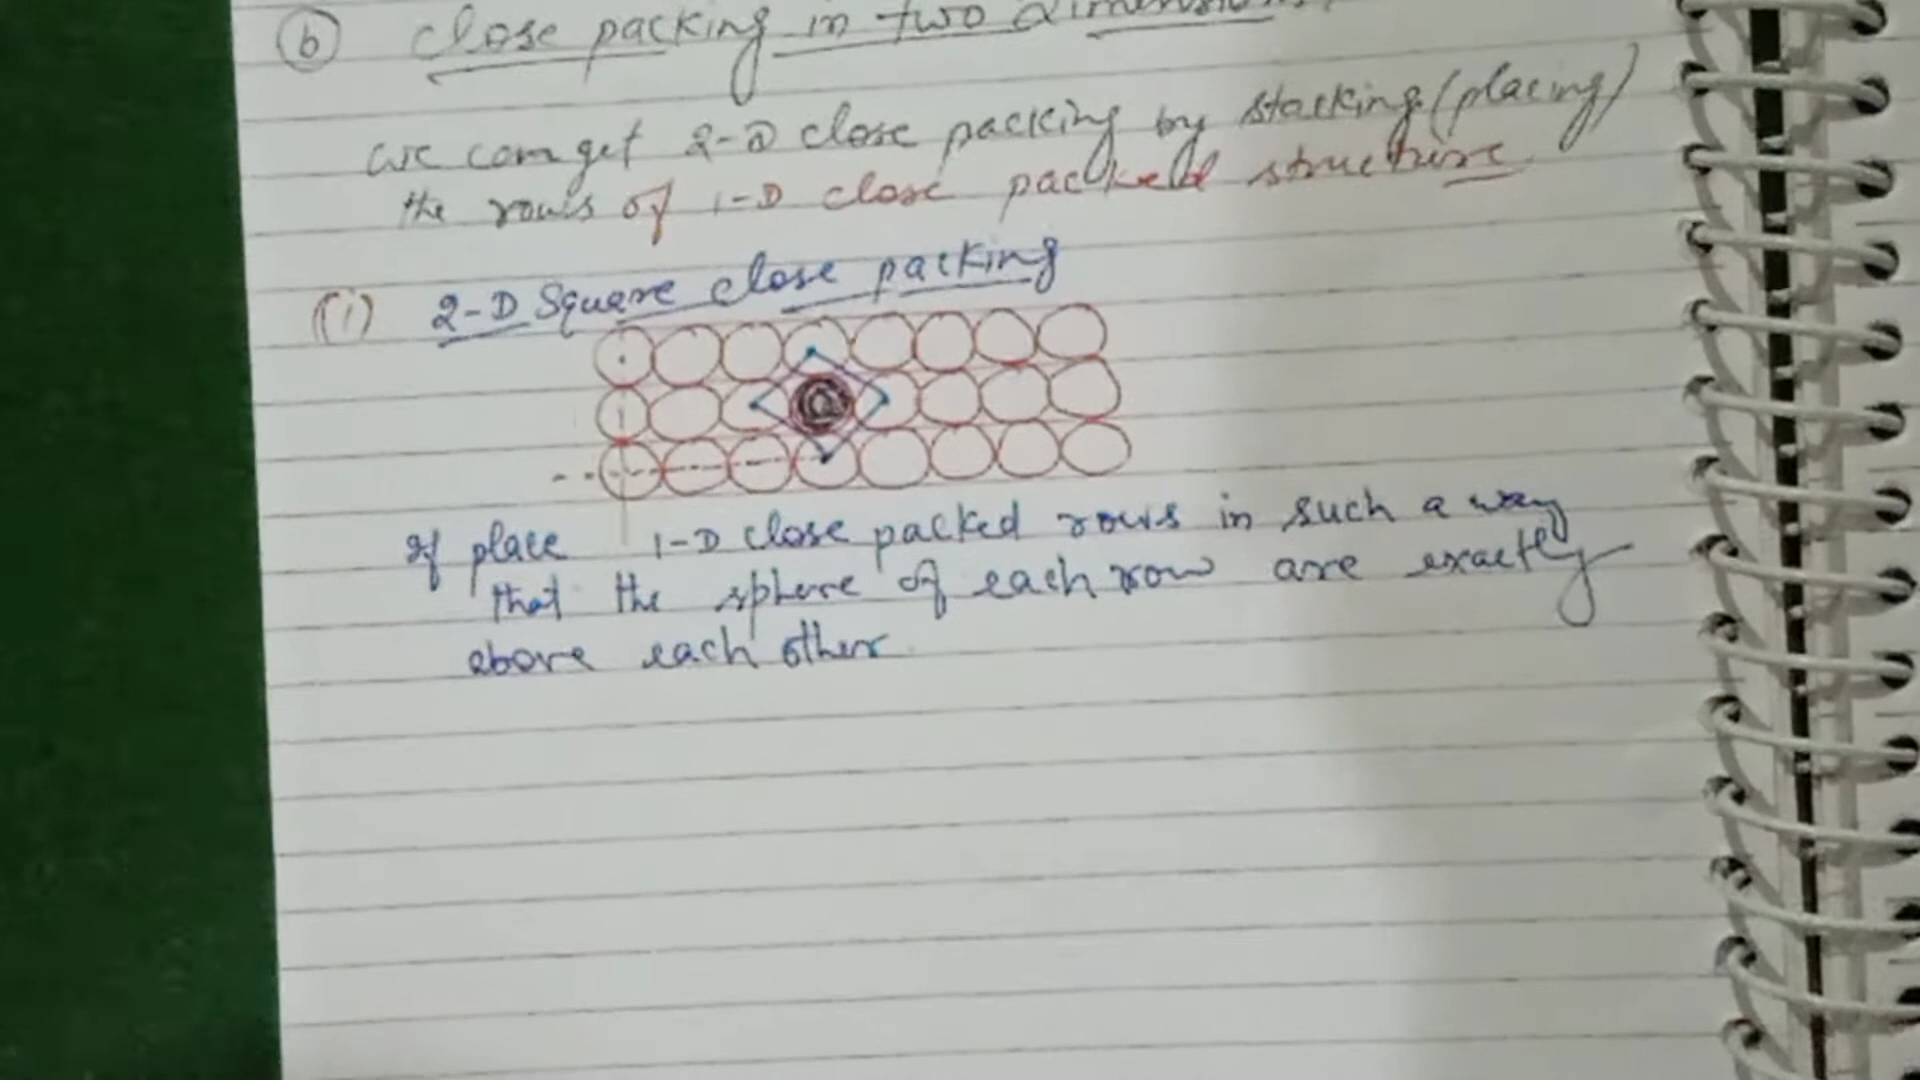 (b) close packing in two dimensions
we can get 2-D close packing by stacking (placing)
the rows of 1-D close packed structure.
(i) 2-D Square close packing
If place 1-D close packed rows in such a way
that the sphere of each row are exactly
above each other.